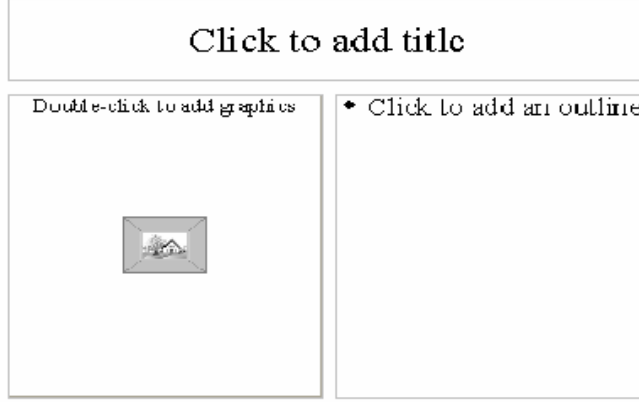 Click to add title
Double-click to add graphics
• Click to add an outline